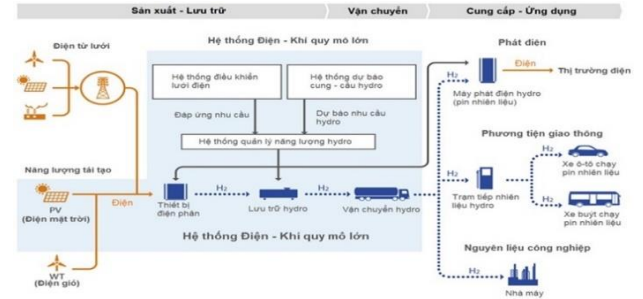 Sản xuất - Lưu trữ
Vận chuyển
Cung cấp - Ứng dụng
Điện từ lưới
Hệ thống Điện - Khí quy mô lớn
Hệ thống điều khiển
lưới điện
Hệ thống dự báo
cung - cầu hydro
Đáp ứng nhu cầu
Dự báo nhu cầu
hydro
Hệ thống quản lý năng lượng hydro
Năng lượng tái tạo
PV
(Điện mặt trời)
Điện
WT
(Điện gió)
Thiết bị
điện phân
H₂
Lưu trữ hydro
H₂
Vận chuyển hydro
Hệ thống Điện - Khí quy mô lớn
Phát điện
H₂
Điện
Thị trường điện
Máy phát điện hydro
(pin nhiên liệu)
Phương tiện giao thông
H₂
H₂
Xe ô-tô chạy
pin nhiên liệu
Trạm tiếp nhiên
liệu hydro
H₂
Xe buýt chạy
pin nhiên liệu
Nguyên liệu công nghiệp
H₂
Nhà máy